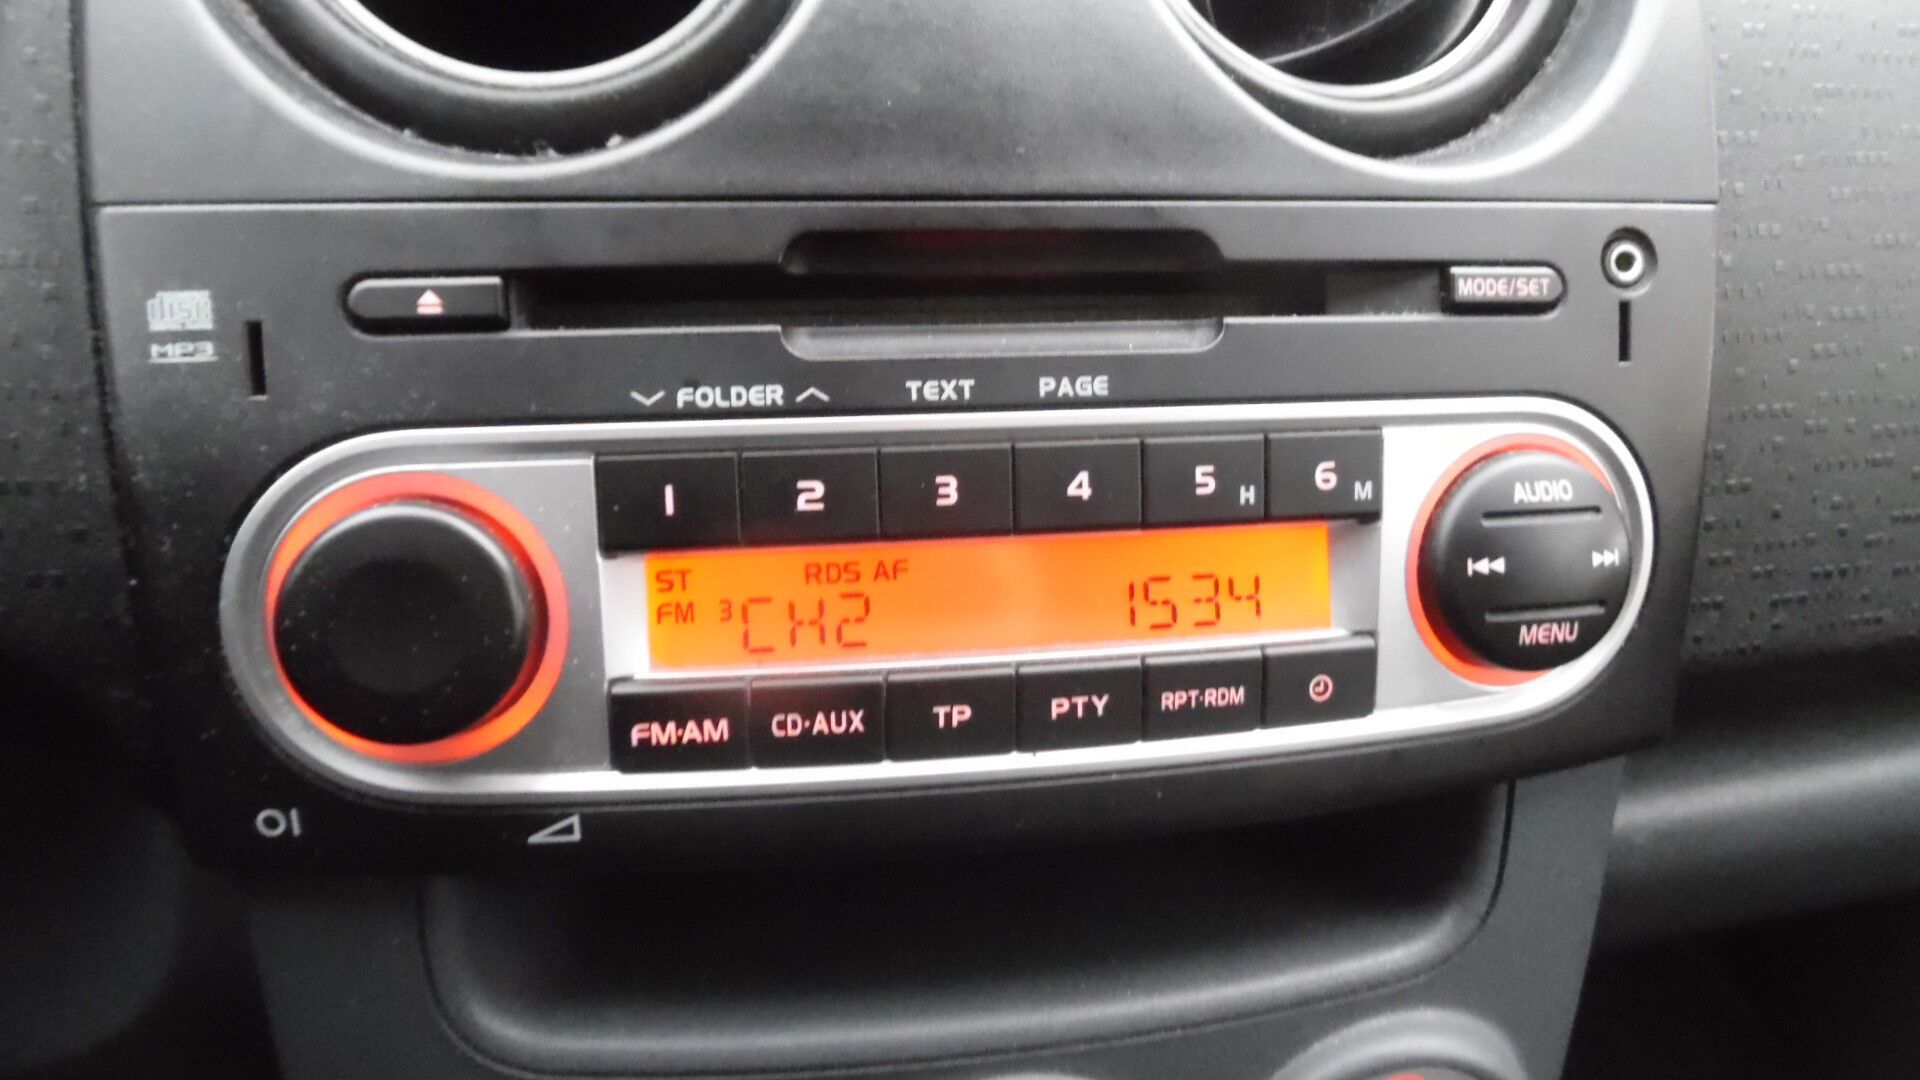 disc
MODE/SET
MP3
FOLDER TEXT PAGE
1 2 3 4 5 H 6 M
AUDIO
ST RDS AF
FM 3 CH2 1534
MENU
FM·AM CD·AUX TP PTY RPT·RDM